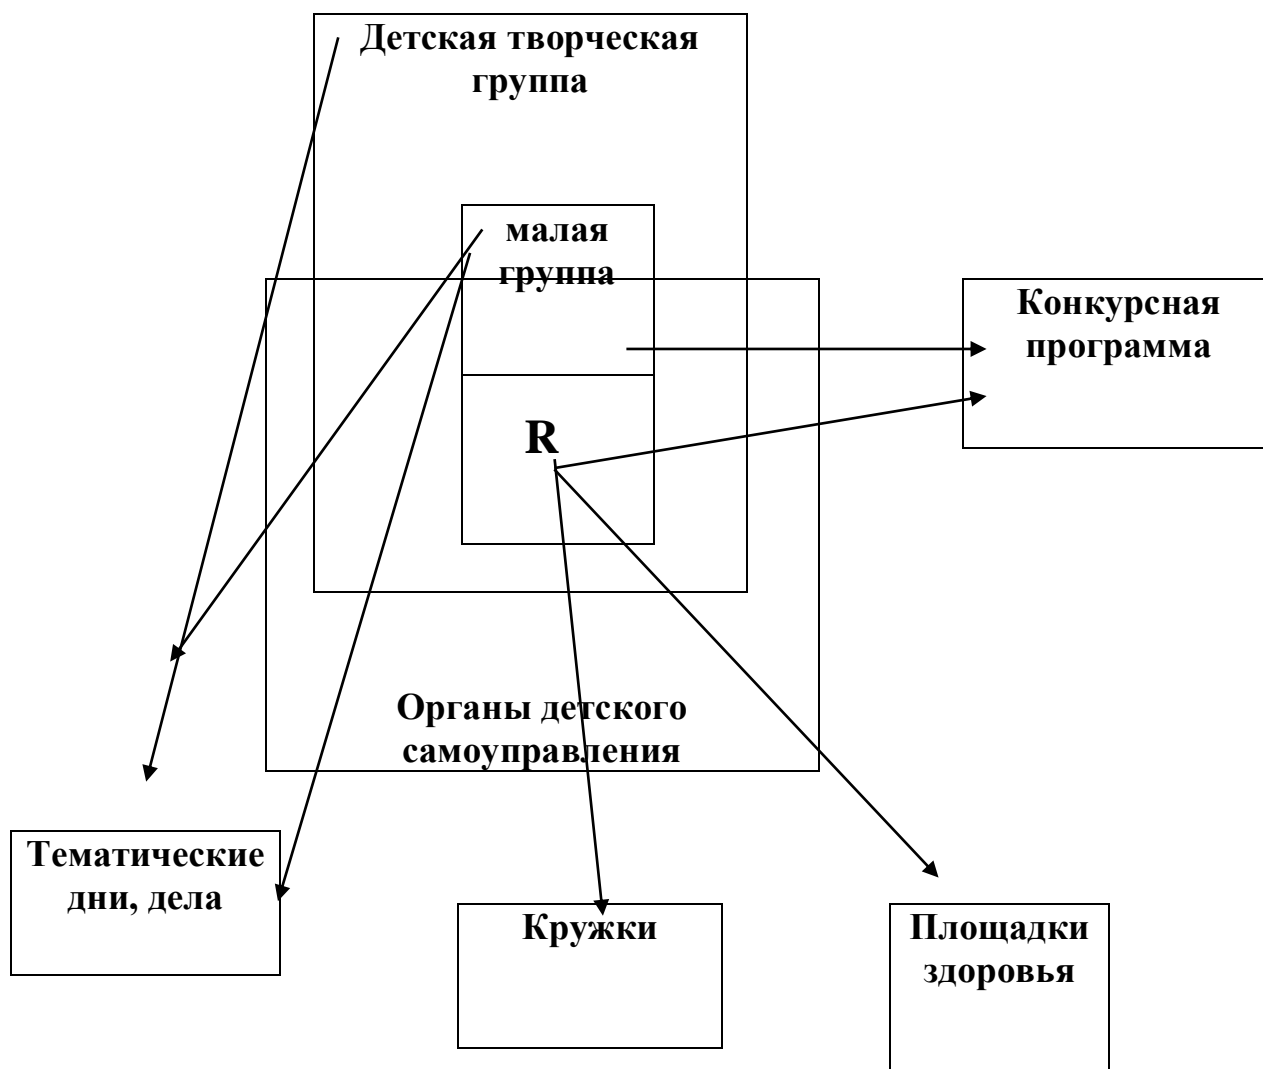 Детская творческая
группа
малая
группа
Конкурсная
программа
R
Органы детского
самоуправления
Тематические
дни, дела
Кружки
Площадки
здоровья